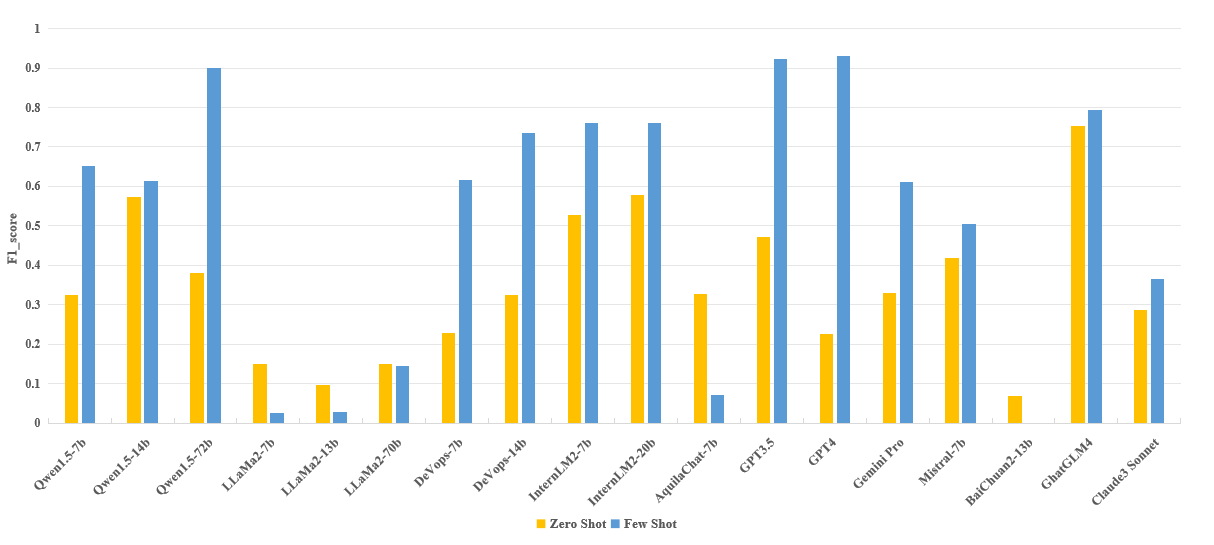 1
0.9
0.8
0.7
0.6
0.5
0.4
0.3
0.2
0.1
0
F1_score
Qwen1.5-7b
Qwen1.5-14b
Qwen1.5-72b
LLaMa2-7b
LLaMa2-13b
LLaMa2-70b
DeVops-7b
DeVops-14b
InternLM2-7b
InternLM2-20b
AquilaChat-7b
GPT3.5
GPT4
Gemini Pro
Mistral-7b
BaiChuan2-13b
GhatGLM4
Claude3 Sonnet
Zero Shot Few Shot